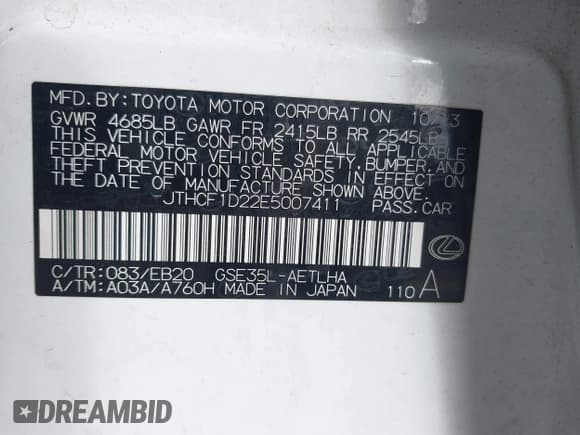 MFD. BY: TOYOTA MOTOR CORPORATION 10/13
GVWR 4685LB GAWR FR 2415LB RR 2545LB
THIS VEHICLE CONFORMS TO ALL APPLICABLE
FEDERAL MOTOR VEHICLE SAFETY, BUMPER, AND
THEFT PREVENTION STANDARDS IN EFFECT ON
THE DATE OF MANUFACTURE SHOWN ABOVE.
JTHCF1D22E5007411 PASS. CAR
C/TR: 083/EB20 GSE35L-AETLHA
A/TM: A03A/A760H MADE IN JAPAN 110 A
DREAMBID